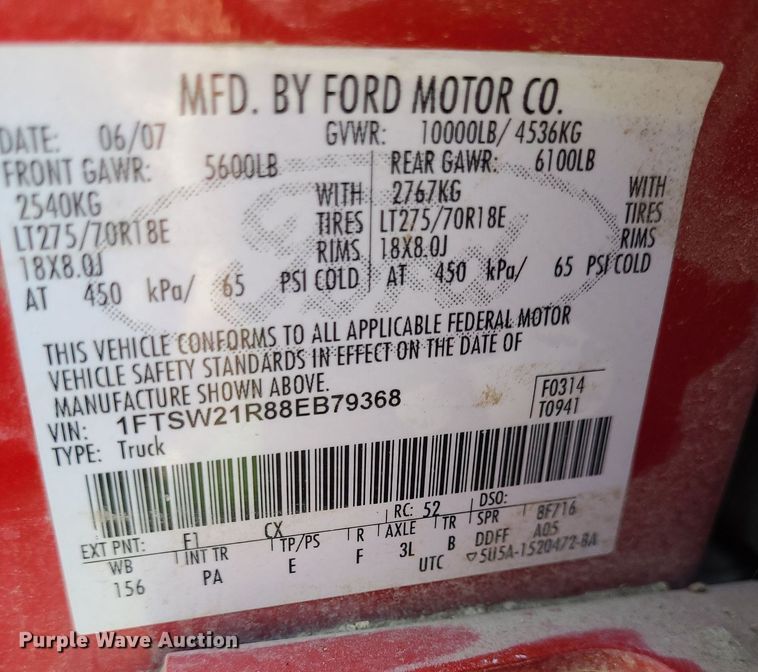 MFD. BY FORD MOTOR CO.
DATE: 06/07 GVWR: 10000LB/ 4536KG
FRONT GAWR: 5600LB REAR GAWR: 6100LB
2540KG WITH 2767KG WITH
LT275/70R18E TIRES LT275/70R18E TIRES
18X8.0J RIMS 18X8.0J RIMS
AT 450 kPa/ 65 PSI COLD AT 450 kPa/ 65 PSI COLD
Ford
THIS VEHICLE CONFORMS TO ALL APPLICABLE FEDERAL MOTOR
VEHICLE SAFETY STANDARDS IN EFFECT ON THE DATE OF
MANUFACTURE SHOWN ABOVE.
VIN: 1FTSW21R88EB79368 F0314
TYPE: Truck T0941
EXT PNT: F1 CX RC: 52 DSO:
WB INT TR TP/PS R AXLE TR SPR 8F716
156 PA E F 3L B DDFF A05
UTC ▽5U5A-1520472-BA
Purple Wave Auction